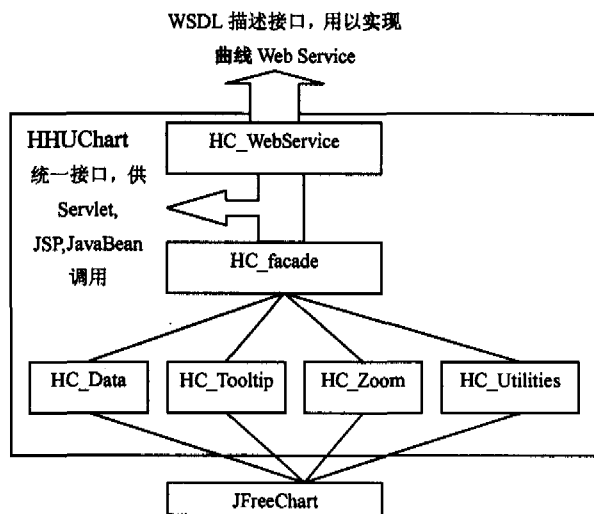 WSDL 描述接口，用以实现
曲线 Web Service
HHUChart
统一接口，供
Servlet,
JSP,JavaBean
调用
HC_WebService
HC_facade
HC_Data
HC_Tooltip
HC_Zoom
HC_Utilities
JFreeChart